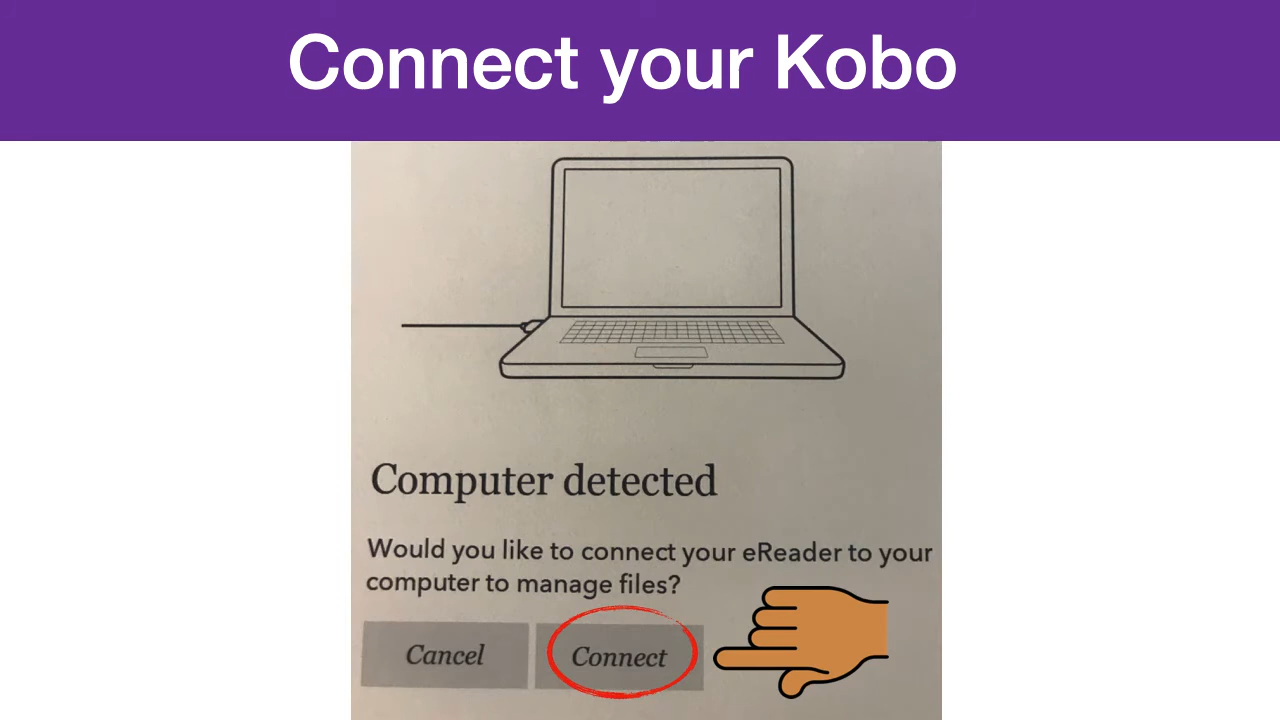 Connect your Kobo
Computer detected
Would you like to connect your eReader to your
computer to manage files?
Cancel
Connect